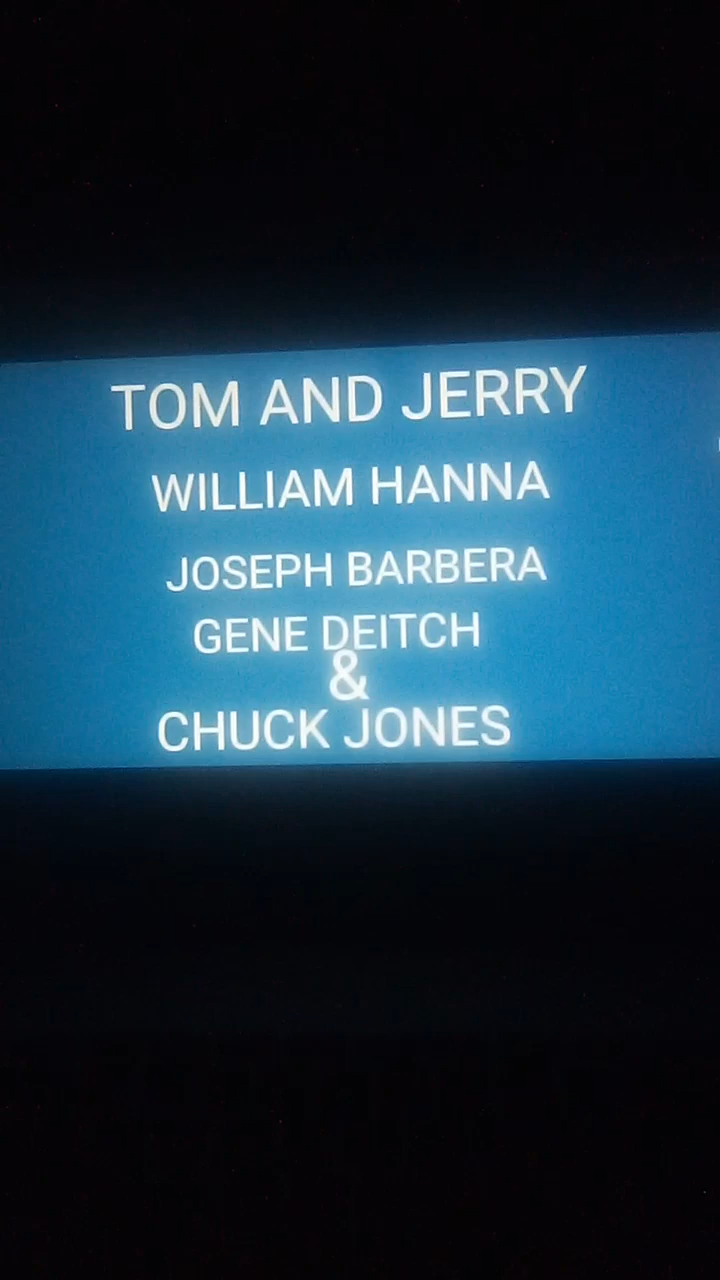 TOM AND JERRY
WILLIAM HANNA
JOSEPH BARBERA
GENE DEITCH
&
CHUCK JONES